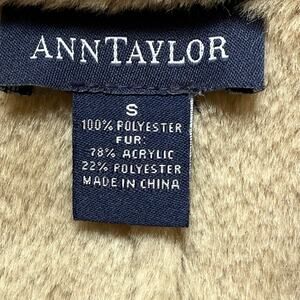 ANNTAYLOR
S
100% POLYESTER
FUR:
78% ACRYLIC
22% POLYESTER
MADE IN CHINA